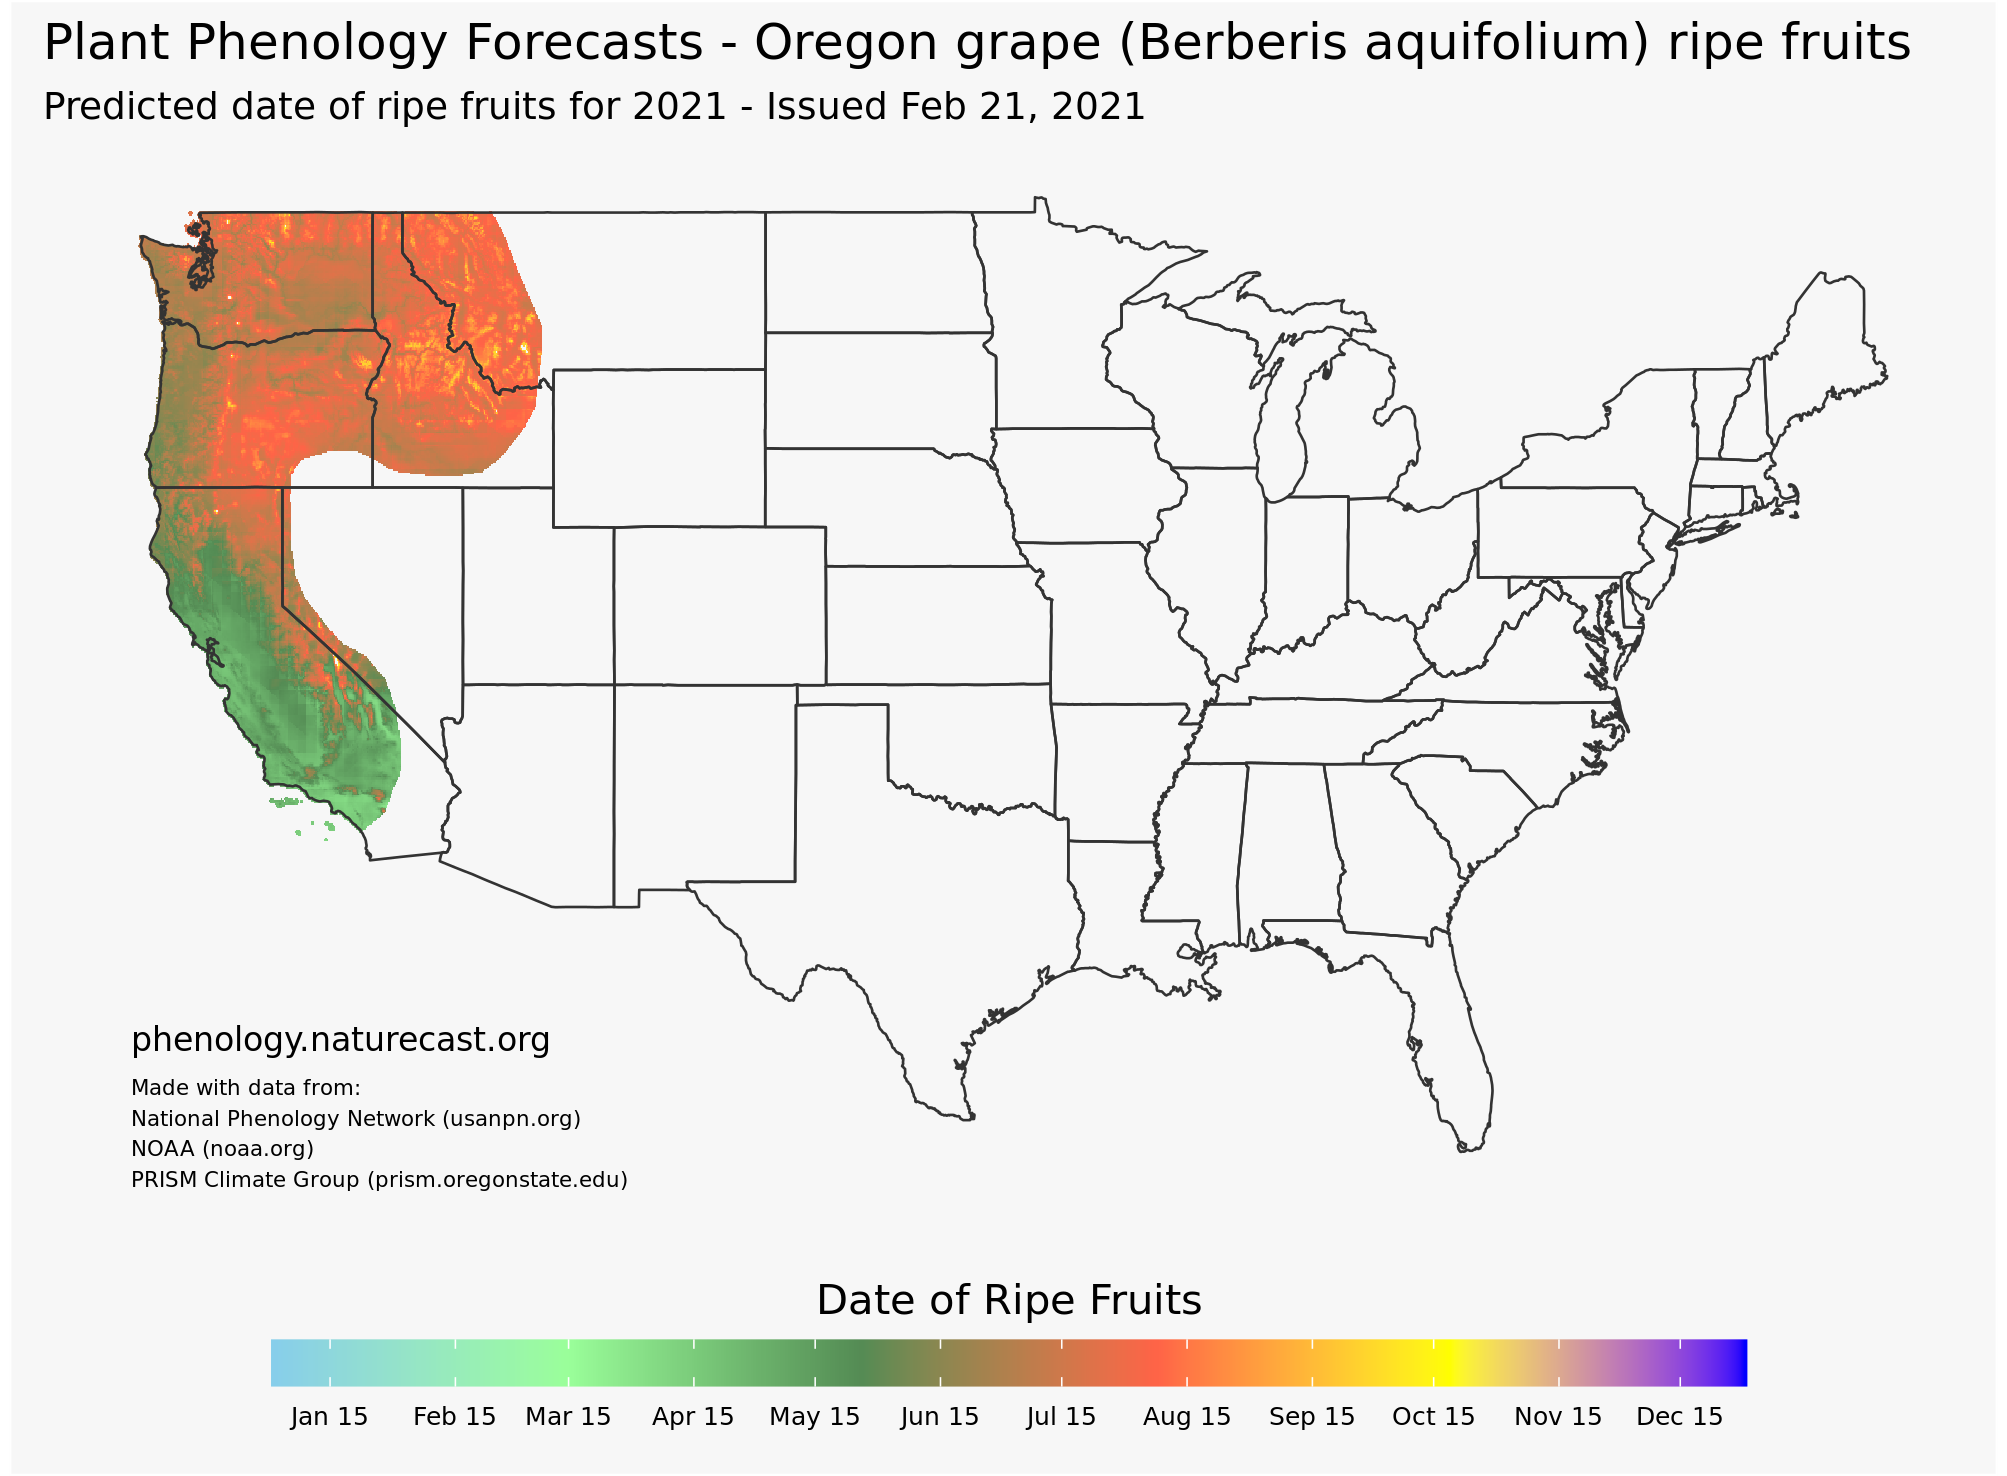 Plant Phenology Forecasts - Oregon grape (Berberis aquifolium) ripe fruits
Predicted date of ripe fruits for 2021 - Issued Feb 21, 2021
phenology.naturecast.org
Made with data from:
National Phenology Network (usanpn.org)
NOAA (noaa.org)
PRISM Climate Group (prism.oregonstate.edu)
Date of Ripe Fruits
Jan 15 Feb 15 Mar 15 Apr 15 May 15 Jun 15 Jul 15 Aug 15 Sep 15 Oct 15 Nov 15 Dec 15